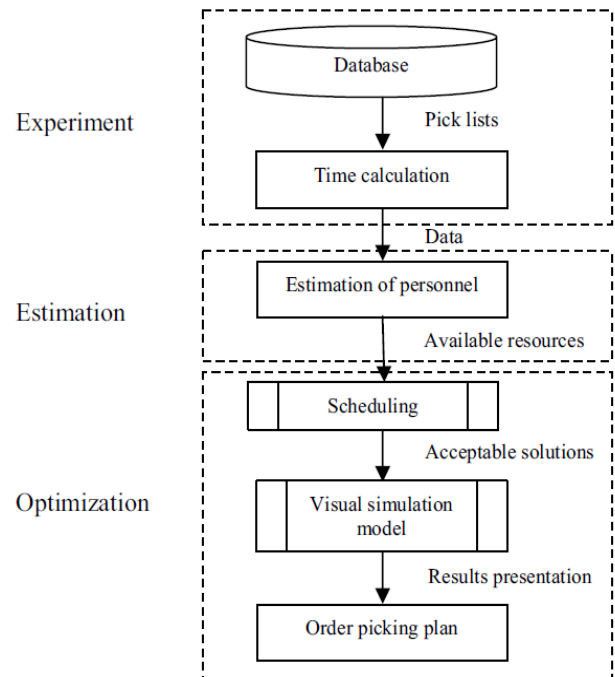 Database
Experiment
Pick lists
Time calculation
Data
Estimation of personnel
Estimation
Available resources
Scheduling
Acceptable solutions
Optimization
Visual simulation
model
Results presentation
Order picking plan